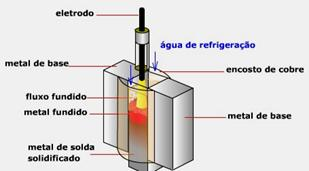 eletrodo
água de refrigeração
metal de base
encosto de cobre
fluxo fundido
metal fundido
metal de base
metal de solda
solidificado